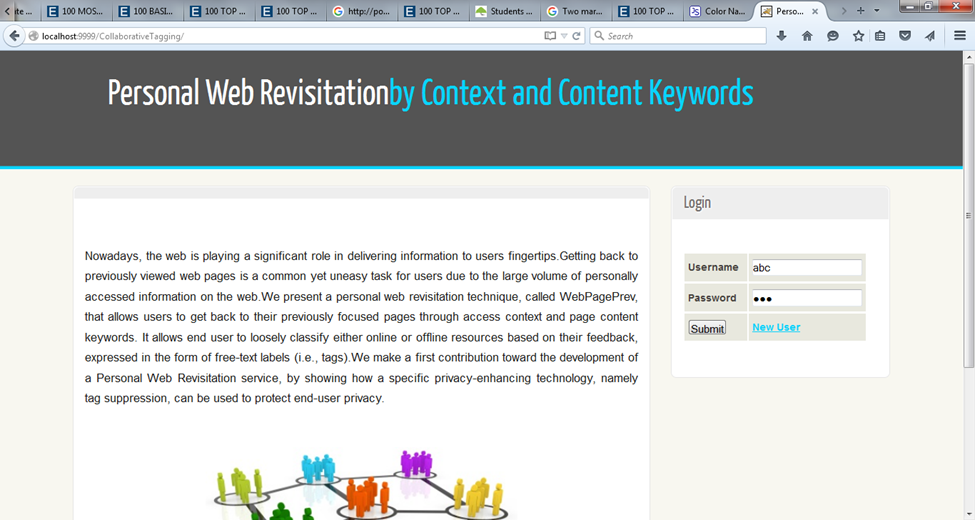 100 MOS...
100 BASI...
100 TOP ...
100 TOP ...
http://po...
100 TOP ...
Students ...
Two mar...
100 TOP ...
Color Na...
Perso...
localhost:9999/CollaborativeTagging/
Search
Personal Web Revisitationby Context and Content Keywords
Nowadays, the web is playing a significant role in delivering information to users fingertips.Getting back to
previously viewed web pages is a common yet uneasy task for users due to the large volume of personally
accessed information on the web.We present a personal web revisitation technique, called WebPagePrev,
that allows users to get back to their previously focused pages through access context and page content
keywords. It allows end user to loosely classify either online or offline resources based on their feedback,
expressed in the form of free-text labels (i.e., tags).We make a first contribution toward the development of
a Personal Web Revisitation service, by showing how a specific privacy-enhancing technology, namely
tag suppression, can be used to protect end-user privacy.
Login
Username abc
Password ●●●
Submit New User